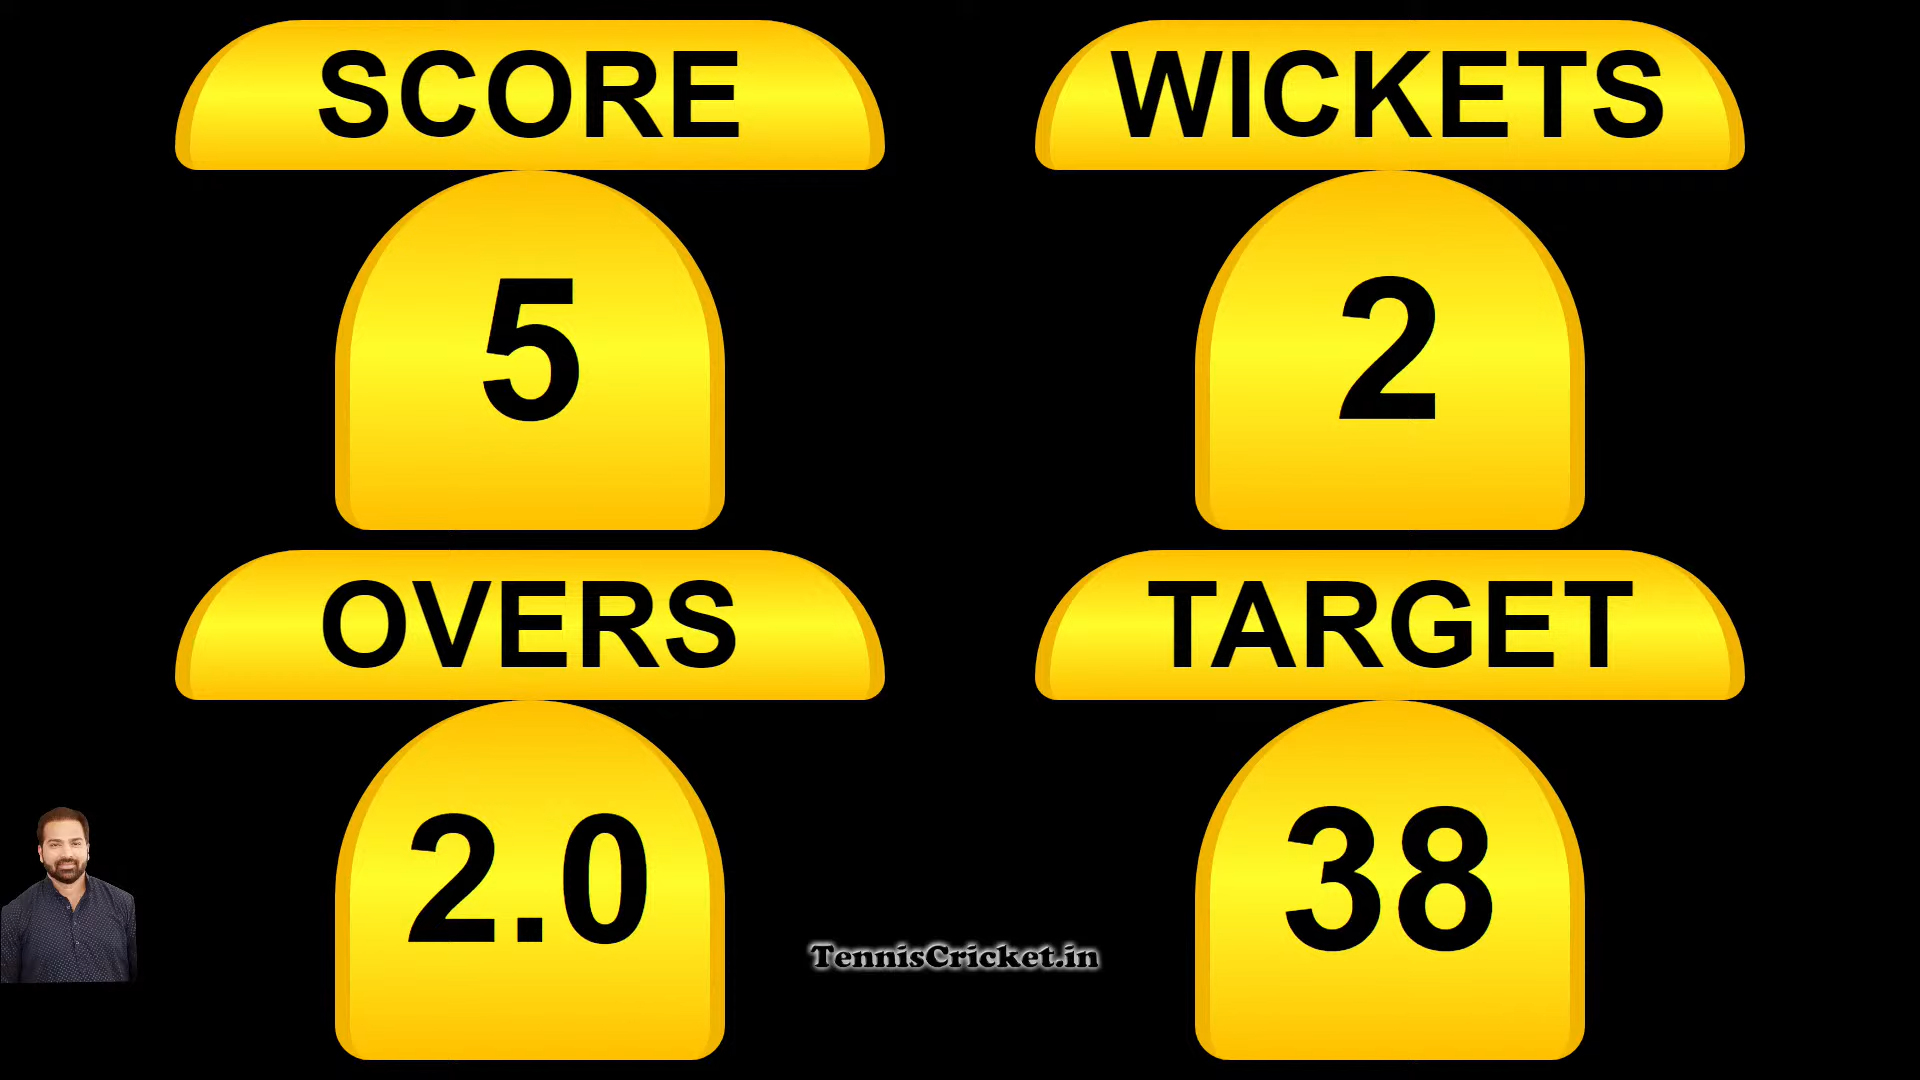 SCORE
WICKETS
5
2
OVERS
TARGET
2.0
38
TennisCricket.in